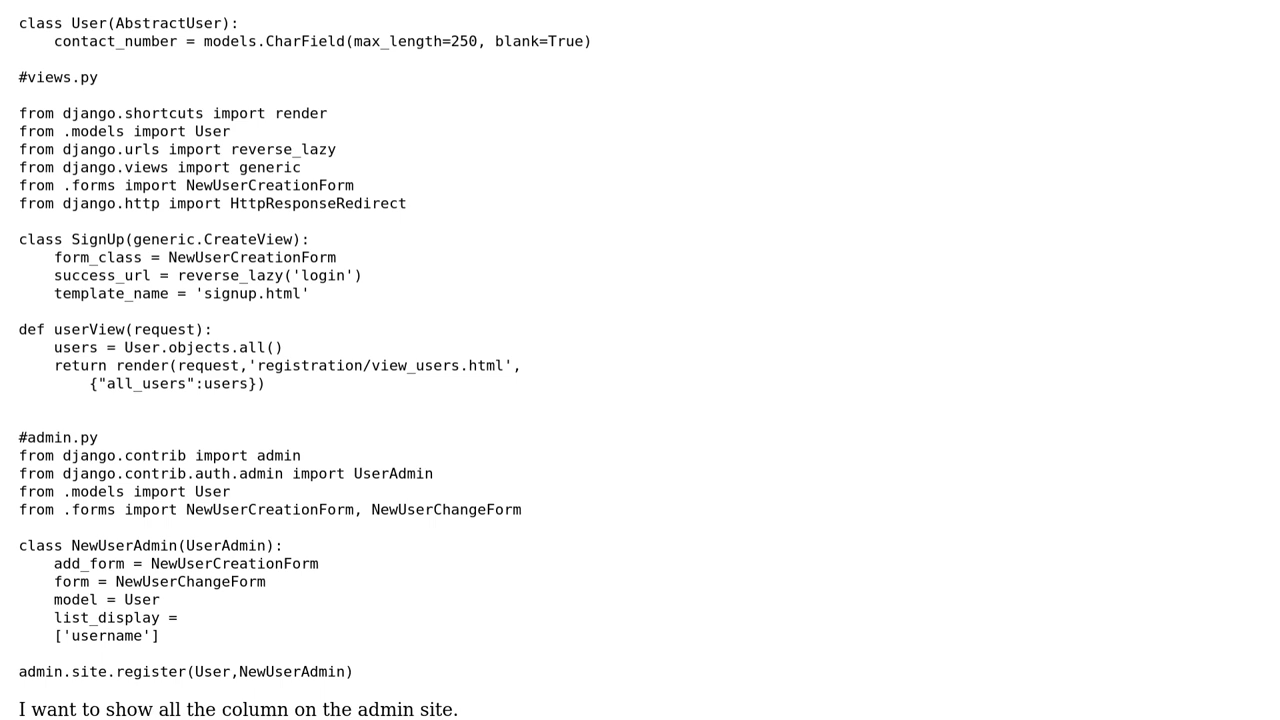 class User(AbstractUser):
    contact_number = models.CharField(max_length=250, blank=True)

#views.py

from django.shortcuts import render
from .models import User
from django.urls import reverse_lazy
from django.views import generic
from .forms import NewUserCreationForm
from django.http import HttpResponseRedirect

class SignUp(generic.CreateView):
    form_class = NewUserCreationForm
    success_url = reverse_lazy('login')
    template_name = 'signup.html'

def userView(request):
    users = User.objects.all()
    return render(request,'registration/view_users.html',
        {"all_users":users})


#admin.py
from django.contrib import admin
from django.contrib.auth.admin import UserAdmin
from .models import User
from .forms import NewUserCreationForm, NewUserChangeForm

class NewUserAdmin(UserAdmin):
    add_form = NewUserCreationForm
    form = NewUserChangeForm
    model = User
    list_display =
    ['username']

admin.site.register(User,NewUserAdmin)

I want to show all the column on the admin site.